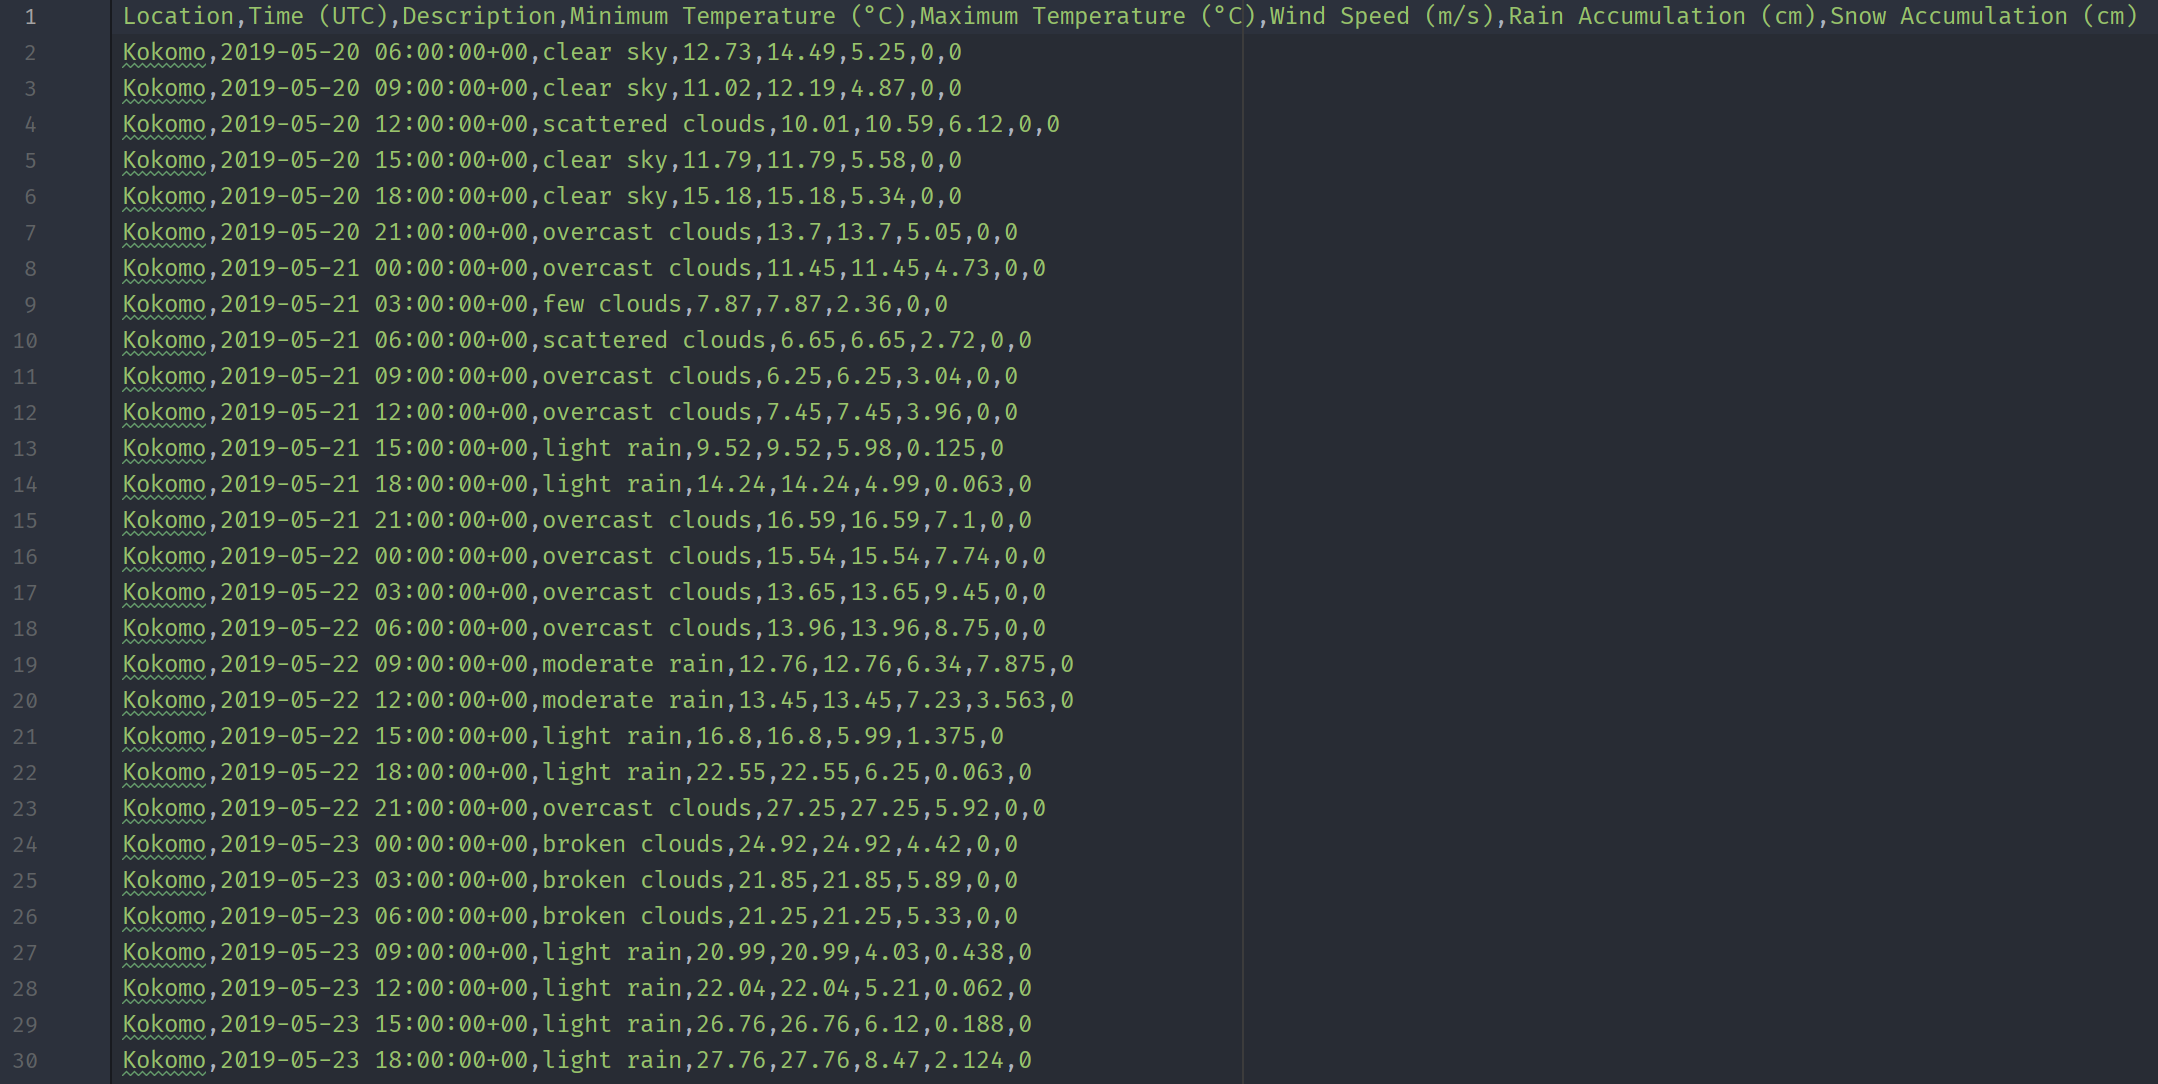 1 Location,Time (UTC),Description,Minimum Temperature (°C),Maximum Temperature (°C),Wind Speed (m/s),Rain Accumulation (cm),Snow Accumulation (cm)
2 Kokomo,2019-05-20 06:00:00+00,clear sky,12.73,14.49,5.25,0,0
3 Kokomo,2019-05-20 09:00:00+00,clear sky,11.02,12.19,4.87,0,0
4 Kokomo,2019-05-20 12:00:00+00,scattered clouds,10.01,10.59,6.12,0,0
5 Kokomo,2019-05-20 15:00:00+00,clear sky,11.79,11.79,5.58,0,0
6 Kokomo,2019-05-20 18:00:00+00,clear sky,15.18,15.18,5.34,0,0
7 Kokomo,2019-05-20 21:00:00+00,overcast clouds,13.7,13.7,5.05,0,0
8 Kokomo,2019-05-21 00:00:00+00,overcast clouds,11.45,11.45,4.73,0,0
9 Kokomo,2019-05-21 03:00:00+00,few clouds,7.87,7.87,2.36,0,0
10 Kokomo,2019-05-21 06:00:00+00,scattered clouds,6.65,6.65,2.72,0,0
11 Kokomo,2019-05-21 09:00:00+00,overcast clouds,6.25,6.25,3.04,0,0
12 Kokomo,2019-05-21 12:00:00+00,overcast clouds,7.45,7.45,3.96,0,0
13 Kokomo,2019-05-21 15:00:00+00,light rain,9.52,9.52,5.98,0.125,0
14 Kokomo,2019-05-21 18:00:00+00,light rain,14.24,14.24,4.99,0.063,0
15 Kokomo,2019-05-21 21:00:00+00,overcast clouds,16.59,16.59,7.1,0,0
16 Kokomo,2019-05-22 00:00:00+00,overcast clouds,15.54,15.54,7.74,0,0
17 Kokomo,2019-05-22 03:00:00+00,overcast clouds,13.65,13.65,9.45,0,0
18 Kokomo,2019-05-22 06:00:00+00,overcast clouds,13.96,13.96,8.75,0,0
19 Kokomo,2019-05-22 09:00:00+00,moderate rain,12.76,12.76,6.34,7.875,0
20 Kokomo,2019-05-22 12:00:00+00,moderate rain,13.45,13.45,7.23,3.563,0
21 Kokomo,2019-05-22 15:00:00+00,light rain,16.8,16.8,5.99,1.375,0
22 Kokomo,2019-05-22 18:00:00+00,light rain,22.55,22.55,6.25,0.063,0
23 Kokomo,2019-05-22 21:00:00+00,overcast clouds,27.25,27.25,5.92,0,0
24 Kokomo,2019-05-23 00:00:00+00,broken clouds,24.92,24.92,4.42,0,0
25 Kokomo,2019-05-23 03:00:00+00,broken clouds,21.85,21.85,5.89,0,0
26 Kokomo,2019-05-23 06:00:00+00,broken clouds,21.25,21.25,5.33,0,0
27 Kokomo,2019-05-23 09:00:00+00,light rain,20.99,20.99,4.03,0.438,0
28 Kokomo,2019-05-23 12:00:00+00,light rain,22.04,22.04,5.21,0.062,0
29 Kokomo,2019-05-23 15:00:00+00,light rain,26.76,26.76,6.12,0.188,0
30 Kokomo,2019-05-23 18:00:00+00,light rain,27.76,27.76,8.47,2.124,0